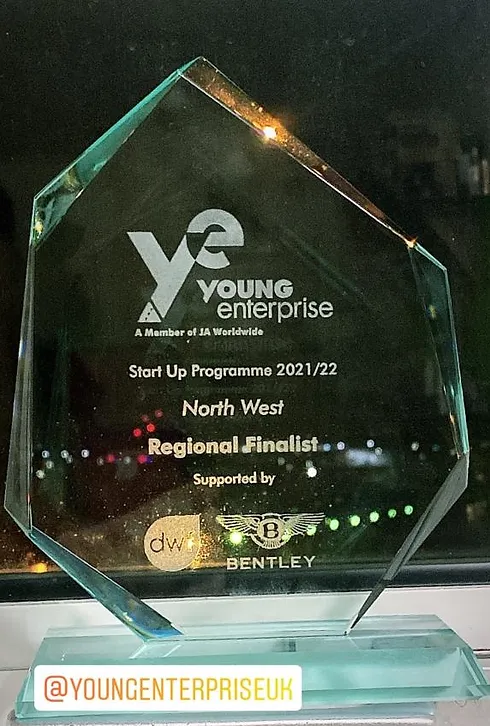 ye
YOUNG
enterprise
A Member of JA Worldwide
Start Up Programme 2021/22
North West
Regional Finalist
Supported by
dw
B
BENTLEY
@YOUNGENTERPRISEUK